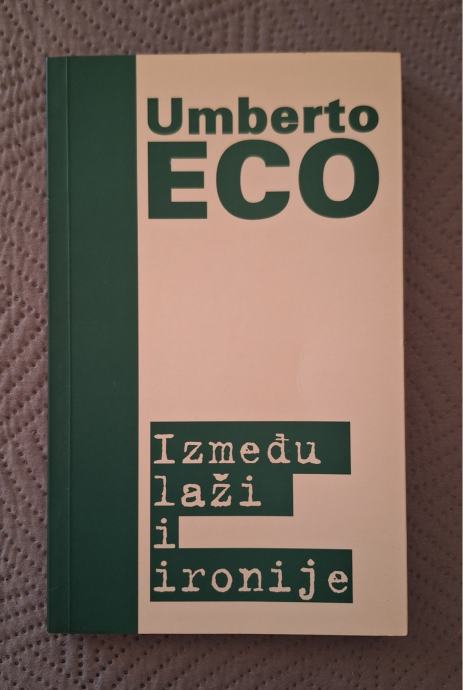 Umberto
ECO
Između
laži
i
ironije